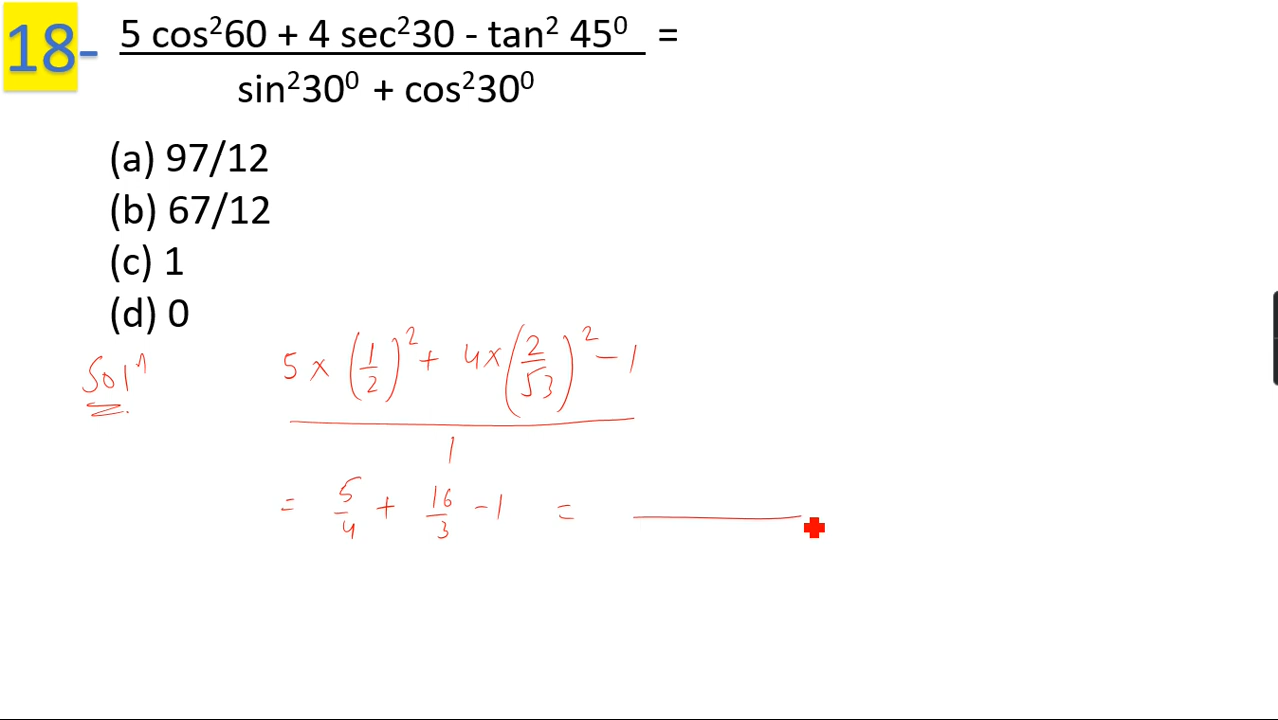 18- 5 cos²60 + 4 sec²30 - tan² 45⁰ =
sin²30⁰ + cos²30⁰
(a) 97/12
(b) 67/12
(c) 1
(d) 0
Solⁿ 5 × (1/2)² + 4× (2/√3)² - 1
1
= 5/4 + 16/3 - 1 =